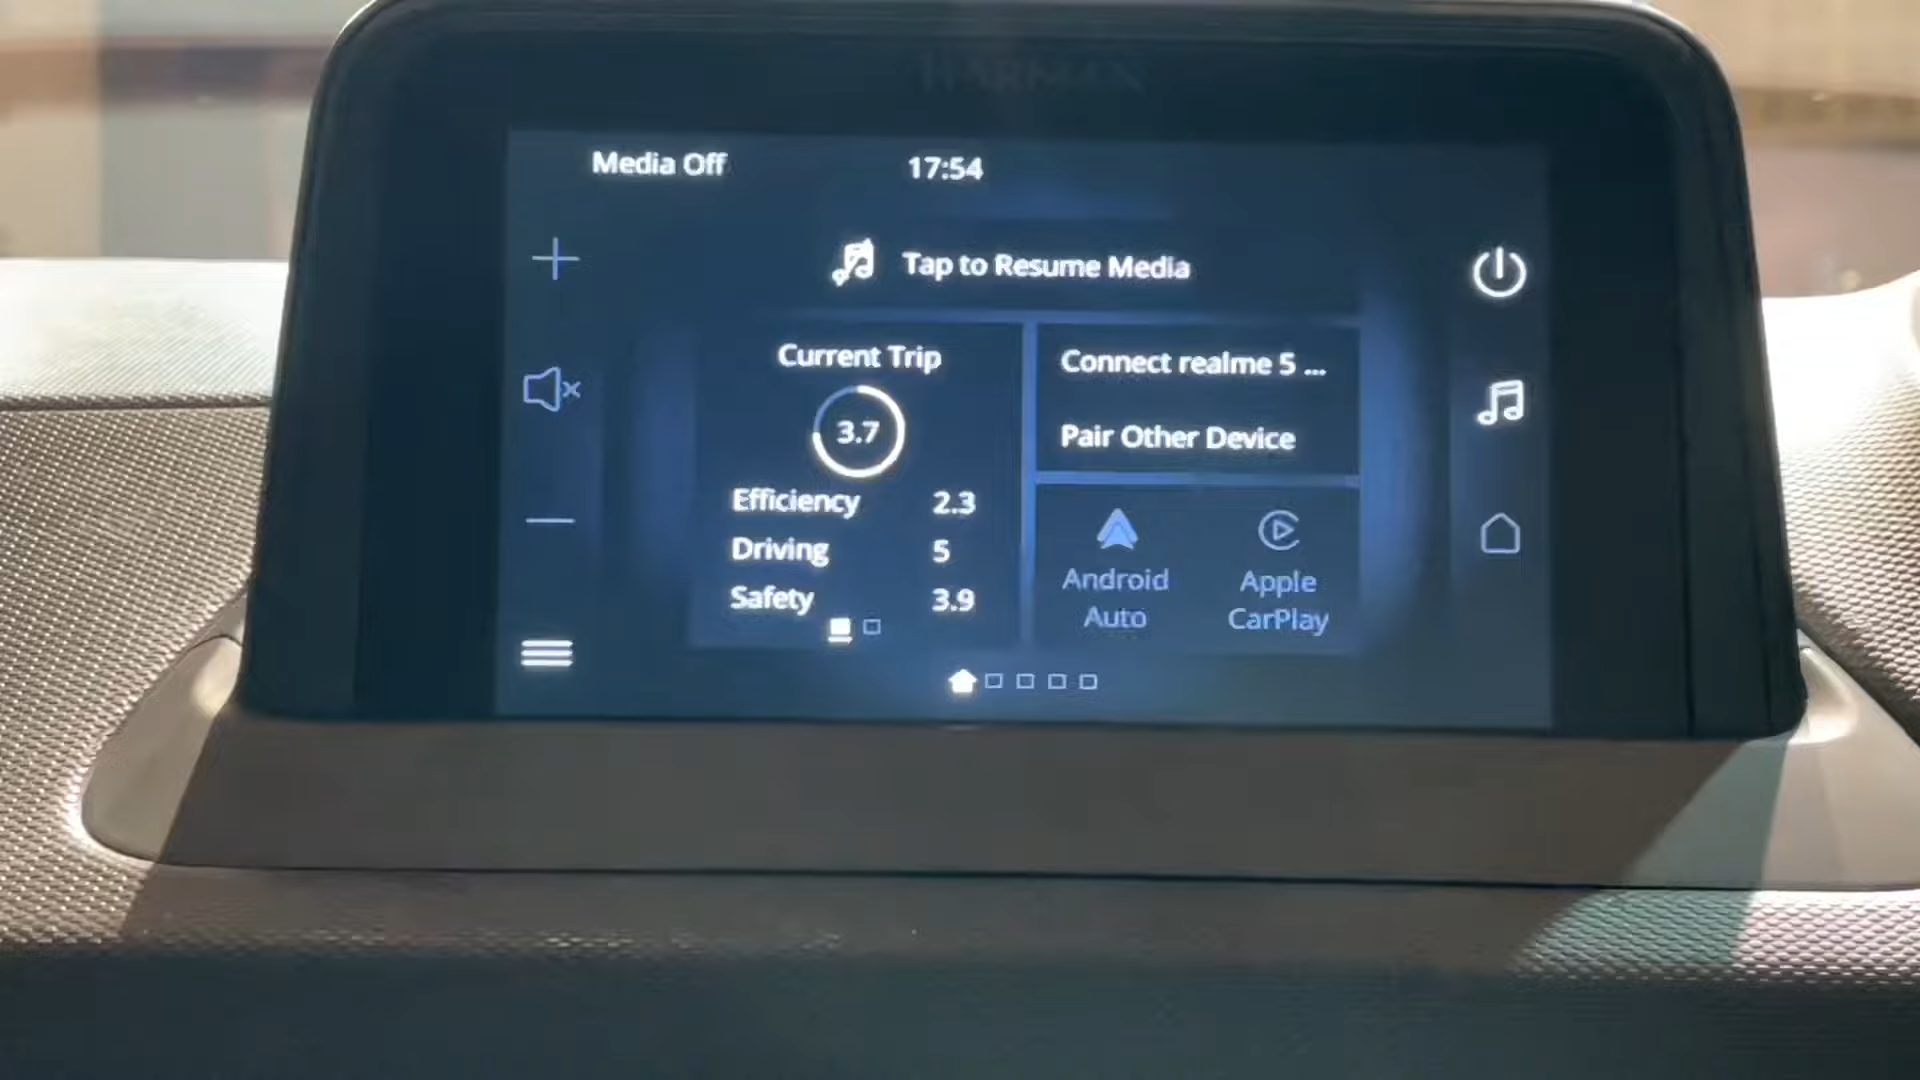 HARMAN
Media Off
17:54
Tap to Resume Media
Current Trip
3.7
Efficiency 2.3
Driving 5
Safety 3.9
Connect realme 5 ...
Pair Other Device
Android
Auto
Apple
CarPlay